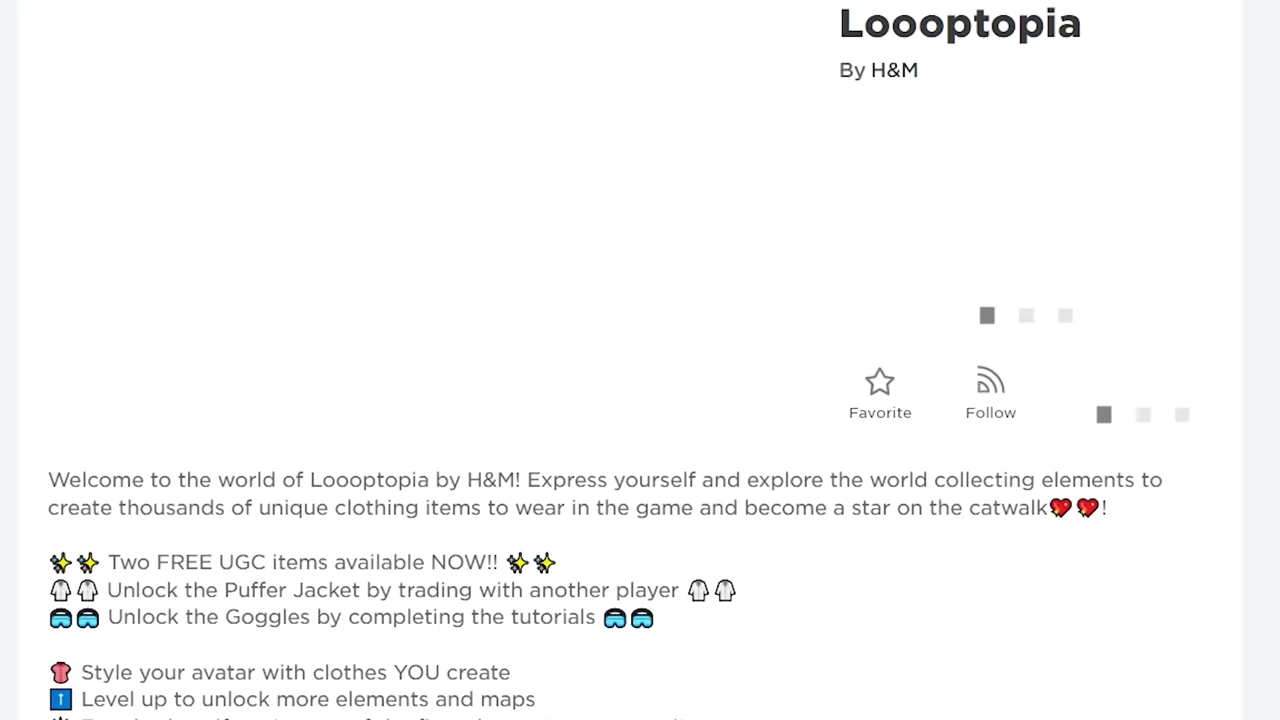 Loooptopia
By H&M
Favorite
Follow
Welcome to the world of Loooptopia by H&M! Express yourself and explore the world collecting elements to
create thousands of unique clothing items to wear in the game and become a star on the catwalk💖💖!
✨✨ Two FREE UGC items available NOW!! ✨✨
🥼🥼 Unlock the Puffer Jacket by trading with another player 🥼🥼
🥽🥽 Unlock the Goggles by completing the tutorials 🥽🥽
👚 Style your avatar with clothes YOU create
⬆️ Level up to unlock more elements and maps